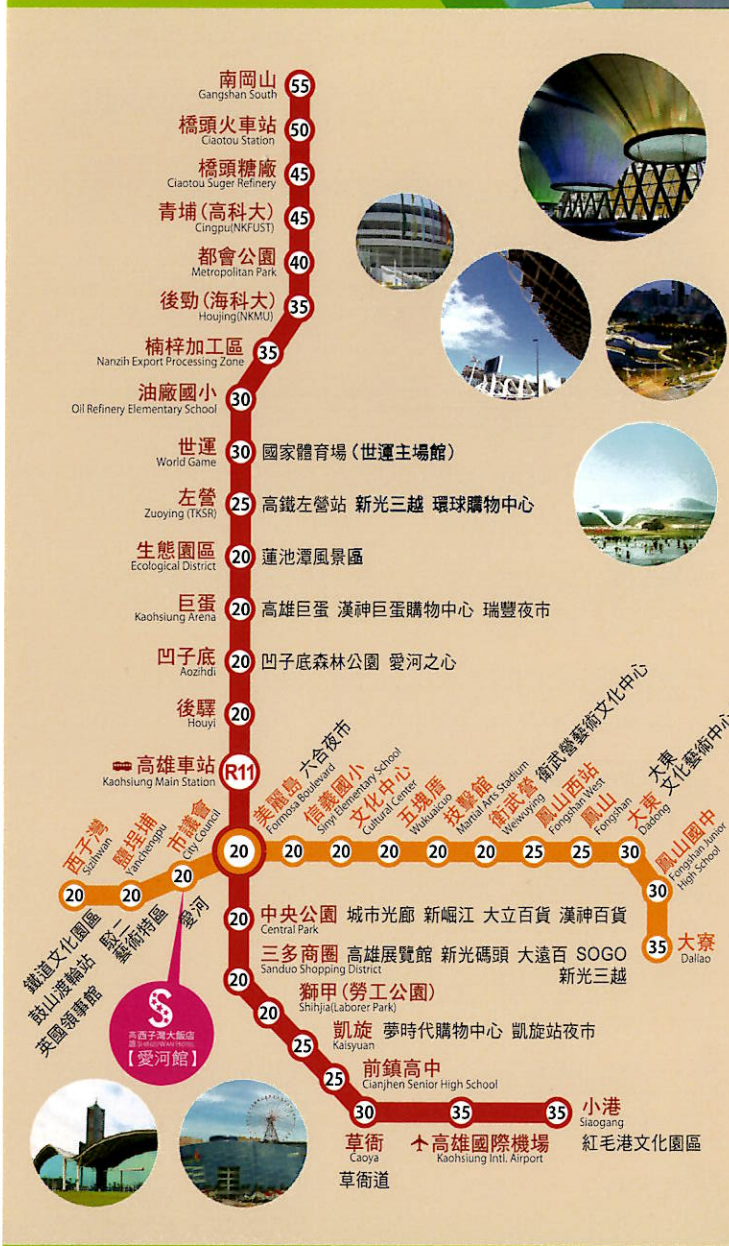 南岡山 55
Gangshan South
橋頭火車站 50
Ciaotou Station
橋頭糖廠 45
Ciaotou Suger Refinery
青埔(高科大) 45
Cingpu(NKFUST)
都會公園 40
Metropolitan Park
後勁(海科大) 35
Houjing(NKMU)
楠梓加工區 35
Nanzih Export Processing Zone
油廠國小 30
Oil Refinery Elementary School
世運 30 國家體育場(世運主場館)
World Game
左營 25 高鐵左營站 新光三越 環球購物中心
Zuoying (TKSR)
生態園區 20 蓮池潭風景區
Ecological District
巨蛋 20 高雄巨蛋 漢神巨蛋購物中心 瑞豐夜市
Kaohsiung Arena
凹子底 20 凹子底森林公園 愛河之心
Aozihdi
後驛 20
Houyi
高雄車站 R11
Kaohsiung Main Station
西子灣
Sizihwan
20
鐵道文化園區
鼓山渡輪站
英國領事館
鹽埕埔
Yanchengpu
20
駁二
藝術特區
市議會
City Council
20
愛河
美麗島 六合夜市
Formosa Boulevard
20
信義國小
Sinyi Elementary School
20
文化中心
Cultural Center
20
五塊厝
Wukuaicuo
20
技擊館
Martial Arts Stadium
20
衛武營 衛武營藝術文化中心
Weiwuying
20
鳳山西站
Fongshan West
25
鳳山
Fongshan
25
大東 大東
文化藝術中心
Dadong
30
鳳山國中
Fongshan Junior
High School
30
35 大寮
Daliao
20 中央公園 城市光廊 新崛江 大立百貨 漢神百貨
Central Park
20 三多商圈 高雄展覽館 新光碼頭 大遠百 SOGO
Sanduo Shopping District
新光三越
20 獅甲(勞工公園)
Shihjia(Laborer Park)
25 凱旋 夢時代購物中心 凱旋站夜市
Kaisyuan
25 前鎮高中
Cianjhen Senior High School
30 草衙
Caoya
草衙道
35 高雄國際機場
Kaohsiung Intl. Airport
35 小港
Siaogang
紅毛港文化園區
西子灣大飯店
【愛河館】